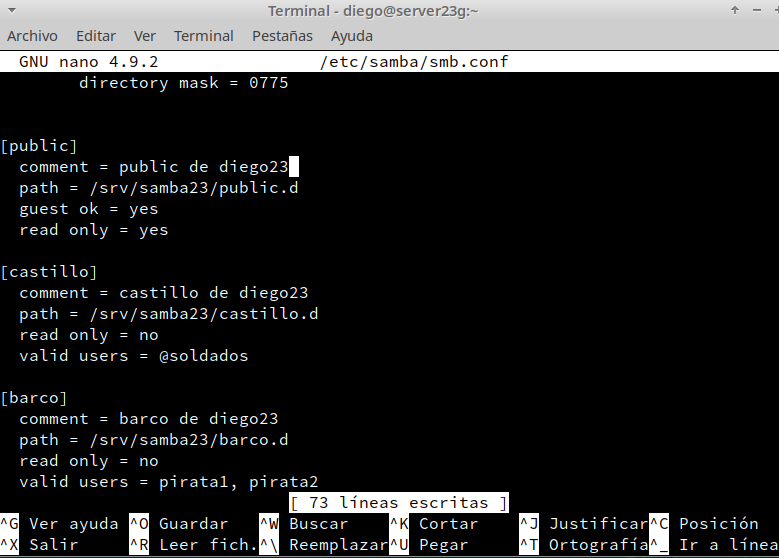 Terminal - diego@server23g:~
Archivo Editar Ver Terminal Pestañas Ayuda
GNU nano 4.9.2 /etc/samba/smb.conf
directory mask = 0775
[public]
comment = public de diego23
path = /srv/samba23/public.d
guest ok = yes
read only = yes
[castillo]
comment = castillo de diego23
path = /srv/samba23/castillo.d
read only = no
valid users = @soldados
[barco]
comment = barco de diego23
path = /srv/samba23/barco.d
read only = no
valid users = pirata1, pirata2
[ 73 líneas escritas ]
^G Ver ayuda ^O Guardar ^W Buscar ^K Cortar ^J Justificar ^C Posición
^X Salir ^R Leer fich. ^\ Reemplazar ^U Pegar ^T Ortografía ^_ Ir a línea